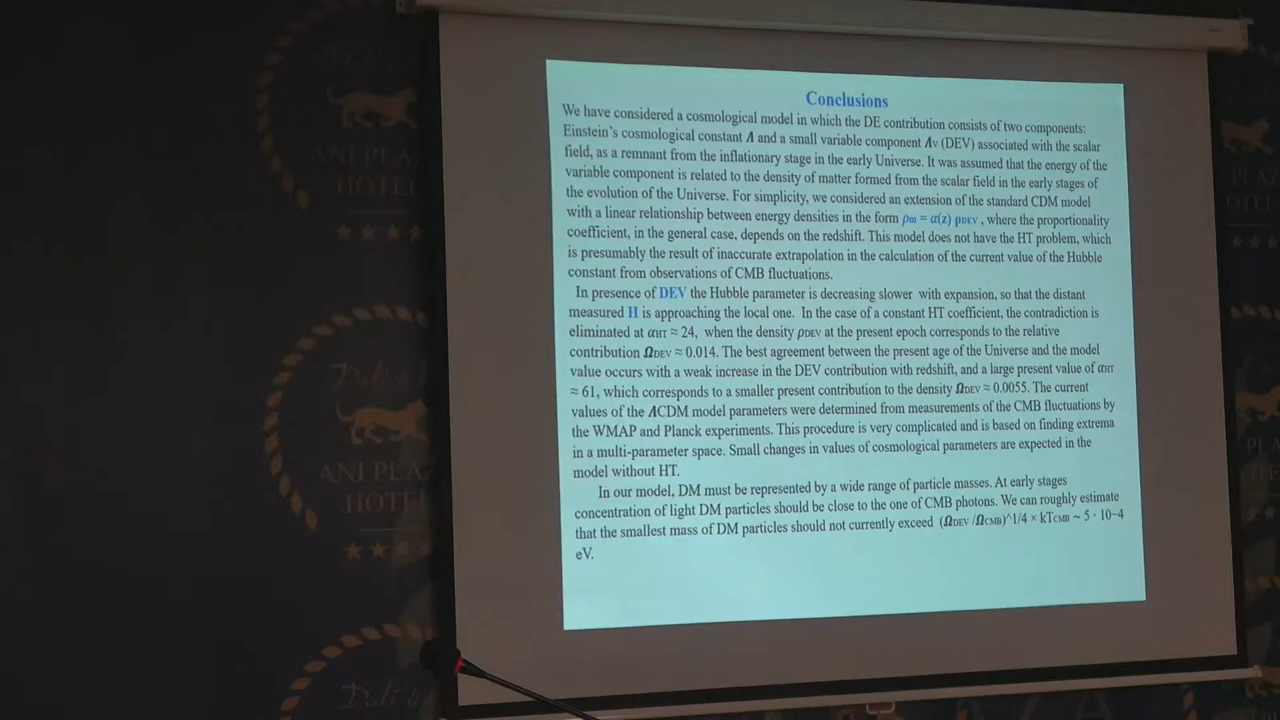 Conclusions
We have considered a cosmological model in which the DE contribution consists of two components:
Einstein's cosmological constant Λ and a small variable component Λv (DEV) associated with the scalar
field, as a remnant from the inflationary stage in the early Universe. It was assumed that the energy of the
variable component is related to the density of matter formed from the scalar field in the early stages of
the evolution of the Universe. For simplicity, we considered an extension of the standard CDM model
with a linear relationship between energy densities in the form ρm = α(z) ρDEV , where the proportionality
coefficient, in the general case, depends on the redshift. This model does not have the HT problem, which
is presumably the result of inaccurate extrapolation in the calculation of the current value of the Hubble
constant from observations of CMB fluctuations.
In presence of DEV the Hubble parameter is decreasing slower with expansion, so that the distant
measured H is approaching the local one. In the case of a constant HT coefficient, the contradiction is
eliminated at αHT ≈ 24, when the density ρDEV at the present epoch corresponds to the relative
contribution ΩDEV ≈ 0.014. The best agreement between the present age of the Universe and the model
value occurs with a weak increase in the DEV contribution with redshift, and a large present value of αHT
≈ 61, which corresponds to a smaller present contribution to the density ΩDEV ≈ 0.0055. The current
values of the ΛCDM model parameters were determined from measurements of the CMB fluctuations by
the WMAP and Planck experiments. This procedure is very complicated and is based on finding extrema
in a multi-parameter space. Small changes in values of cosmological parameters are expected in the
model without HT.
In our model, DM must be represented by a wide range of particle masses. At early stages
concentration of light DM particles should be close to the one of CMB photons. We can roughly estimate
that the smallest mass of DM particles should not currently exceed (ΩDEV /ΩCMB)^1/4 × kTCMB ~ 5 · 10−4
eV.
ANI PLAZ
HOTEL
★★★★
ANI PLAZ
HOTEL
★★★
PLAZ